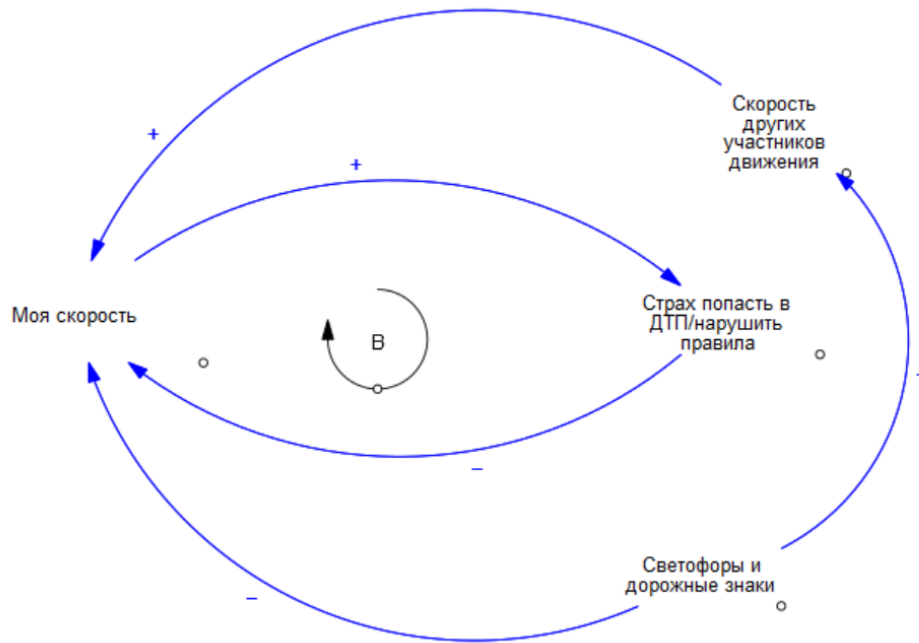 Скорость
других
участников
движения
+
+
Моя скорость
B
Страх попасть в
ДТП/нарушить
правила
–
–
Светофоры и
дорожные знаки
–